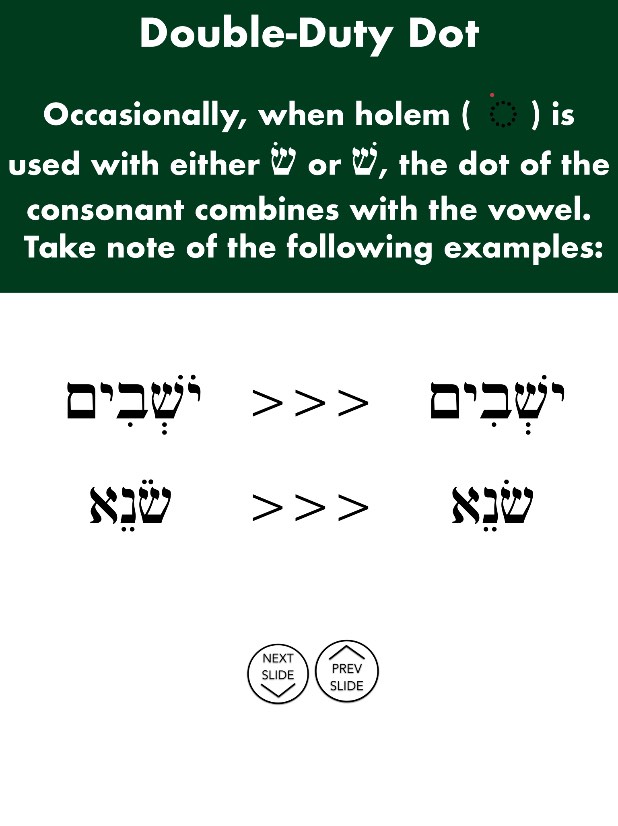 Double-Duty Dot
Occasionally, when holem ( ◌ֹ ) is
used with either שׂ or שׁ, the dot of the
consonant combines with the vowel.
Take note of the following examples:
יֹשְׁבִים >>> ישְׁבִים
שֹׂנֵא >>> שׂנֵא
NEXT
SLIDE
PREV
SLIDE